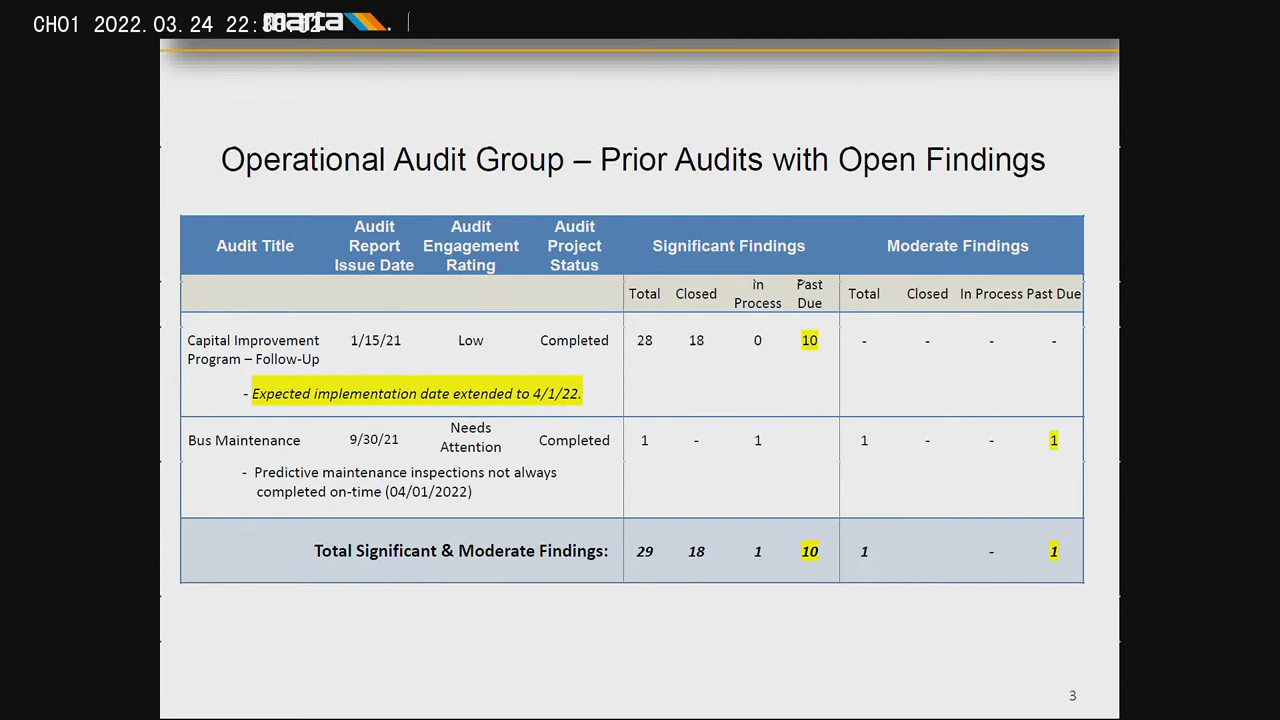 CH01 2022.03.24
marta
Operational Audit Group – Prior Audits with Open Findings
Audit Title
Audit Report Issue Date
Audit Engagement Rating
Audit Project Status
Significant Findings
Moderate Findings
Total Closed In Process Past Due Total Closed In Process Past Due
Capital Improvement Program – Follow-Up 1/15/21 Low Completed 28 18 0 10 - - - -
- Expected implementation date extended to 4/1/22.
Bus Maintenance 9/30/21 Needs Attention Completed 1 - 1 1 - - 1
- Predictive maintenance inspections not always
completed on-time (04/01/2022)
Total Significant & Moderate Findings: 29 18 1 10 1 - 1
3